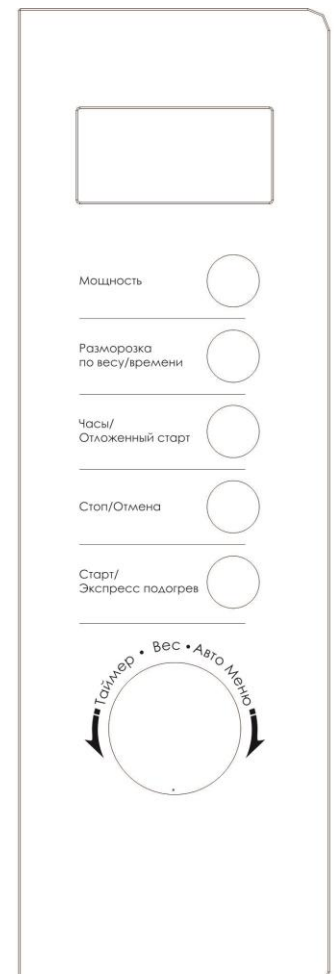 Мощность
Разморозка
по весу/времени
Часы/
Отложенный старт
Стоп/Отмена
Старт/
Экспресс подогрев
Таймер • Вес • Авто Меню